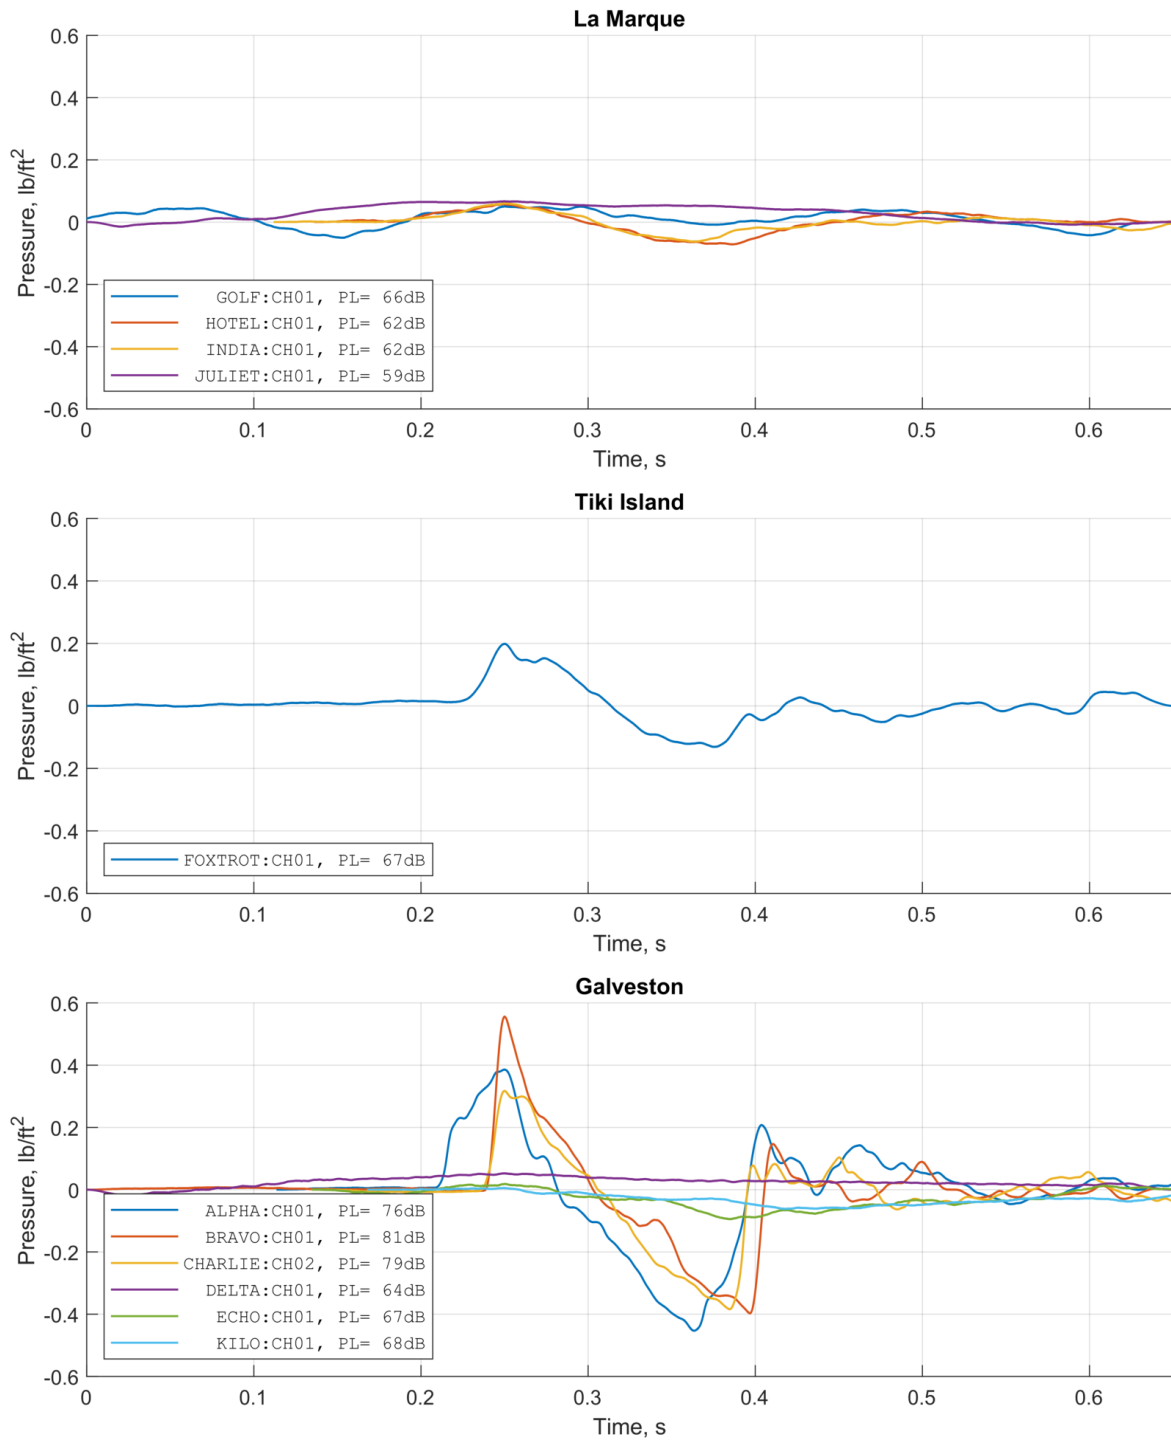 La Marque
Pressure, lb/ft2
0.6
0.4
0.2
0
-0.2
-0.4
-0.6
GOLF:CH01, PL= 66dB
HOTEL:CH01, PL= 62dB
INDIA:CH01, PL= 62dB
JULIET:CH01, PL= 59dB
0 0.1 0.2 0.3 0.4 0.5 0.6
Time, s
Tiki Island
Pressure, lb/ft2
0.6
0.4
0.2
0
-0.2
-0.4
-0.6
FOXTROT:CH01, PL= 67dB
0 0.1 0.2 0.3 0.4 0.5 0.6
Time, s
Galveston
Pressure, lb/ft2
0.6
0.4
0.2
0
-0.2
-0.4
-0.6
ALPHA:CH01, PL= 76dB
BRAVO:CH01, PL= 81dB
CHARLIE:CH02, PL= 79dB
DELTA:CH01, PL= 64dB
ECHO:CH01, PL= 67dB
KILO:CH01, PL= 68dB
0 0.1 0.2 0.3 0.4 0.5 0.6
Time, s